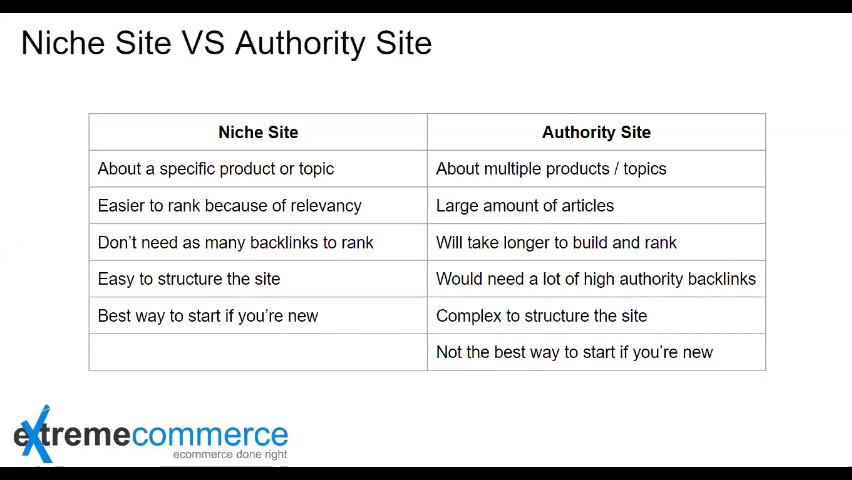 Niche Site VS Authority Site
Niche Site Authority Site
About a specific product or topic About multiple products / topics
Easier to rank because of relevancy Large amount of articles
Don't need as many backlinks to rank Will take longer to build and rank
Easy to structure the site Would need a lot of high authority backlinks
Best way to start if you're new Complex to structure the site
Not the best way to start if you're new
extremecommerce
ecommerce done right